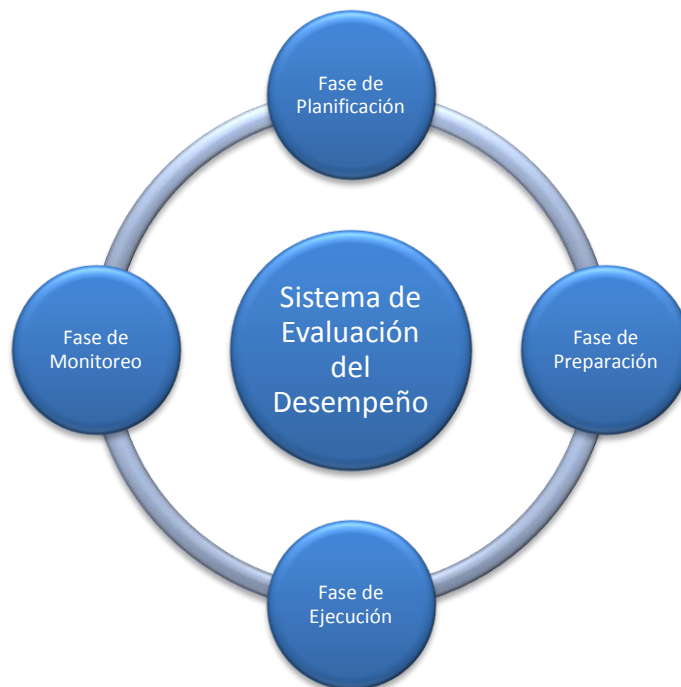 Fase de
Planificación
Sistema de
Evaluación
del
Desempeño
Fase de
Monitoreo
Fase de
Preparación
Fase de
Ejecución